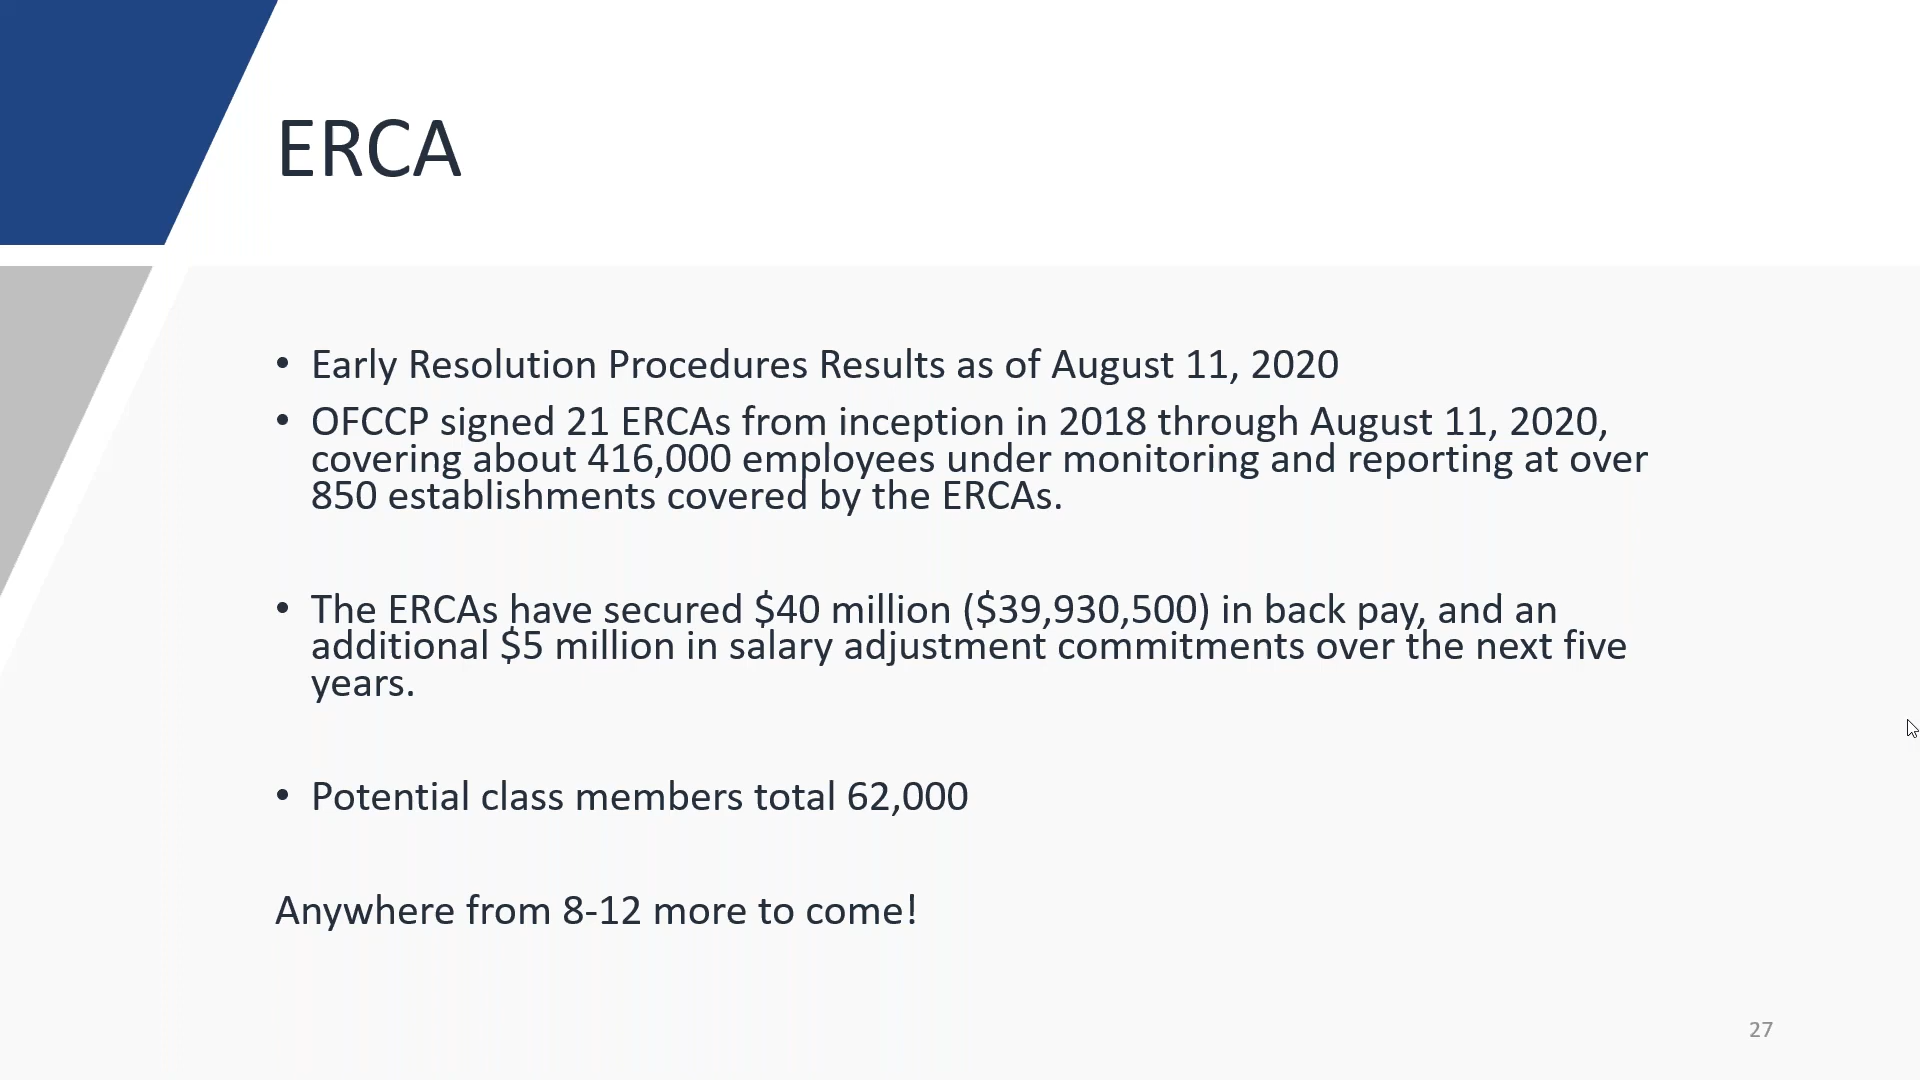 ERCA
• Early Resolution Procedures Results as of August 11, 2020
• OFCCP signed 21 ERCAs from inception in 2018 through August 11, 2020,
covering about 416,000 employees under monitoring and reporting at over
850 establishments covered by the ERCAs.
• The ERCAs have secured $40 million ($39,930,500) in back pay, and an
additional $5 million in salary adjustment commitments over the next five
years.
• Potential class members total 62,000
Anywhere from 8-12 more to come!
27